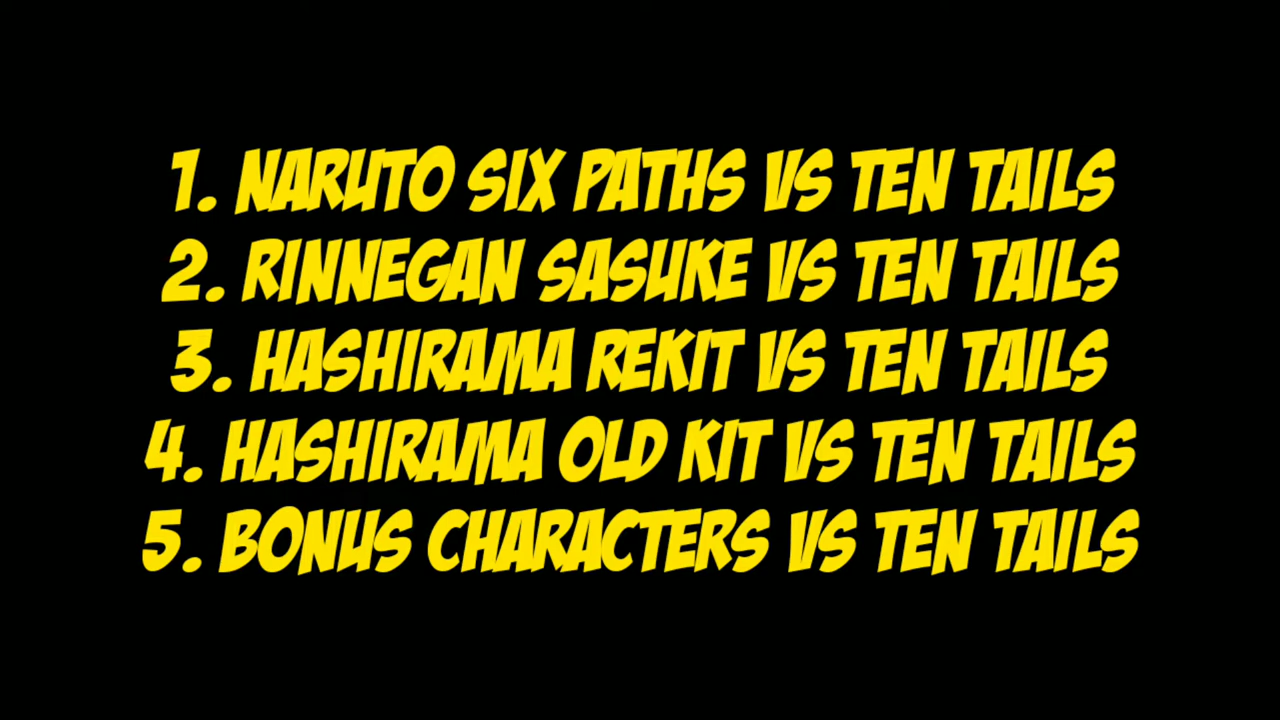 1. NARUTO SIX PATHS VS TEN TAILS
2. RINNEGAN SASUKE VS TEN TAILS
3. HASHIRAMA REKIT VS TEN TAILS
4. HASHIRAMA OLD KIT VS TEN TAILS
5. BONUS CHARACTERS VS TEN TAILS